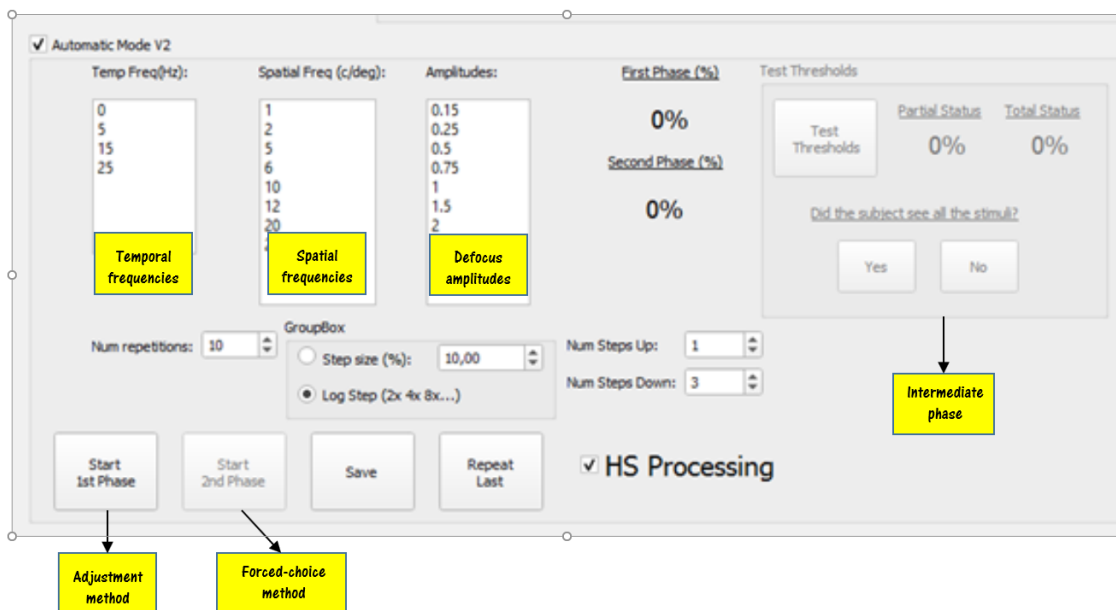 Automatic Mode V2
Temp Freq(Hz):
0
5
15
25
Temporal
frequencies
Spatial Freq (c/deg):
1
2
5
6
10
12
20
Spatial
frequencies
Amplitudes:
0.15
0.25
0.5
0.75
1
1.5
2
Defocus
amplitudes
First Phase (%)
0%
Second Phase (%)
0%
Test Thresholds
Test
Thresholds
Partial Status
0%
Total Status
0%
Did the subject see all the stimuli?
Yes
No
Num repetitions: 10
GroupBox
Step size (%): 10,00
Log Step (2x 4x 8x...)
Num Steps Up: 1
Num Steps Down: 3
Intermediate
phase
Start
1st Phase
Start
2nd Phase
Save
Repeat
Last
HS Processing
Adjustment
method
Forced-choice
method